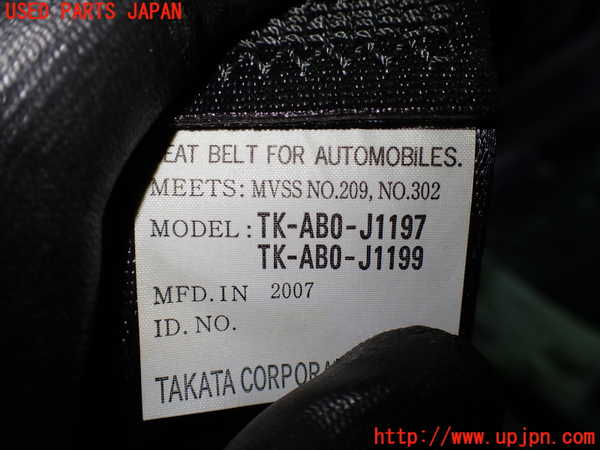 USED PARTS JAPAN
EAT BELT FOR AUTOMOBILES.
MEETS: MVSS NO.209, NO.302
MODEL: TK-AB0-J1197
TK-AB0-J1199
MFD.IN 2007
ID.NO.
TAKATA CORPORA
http://www.upjpn.com/